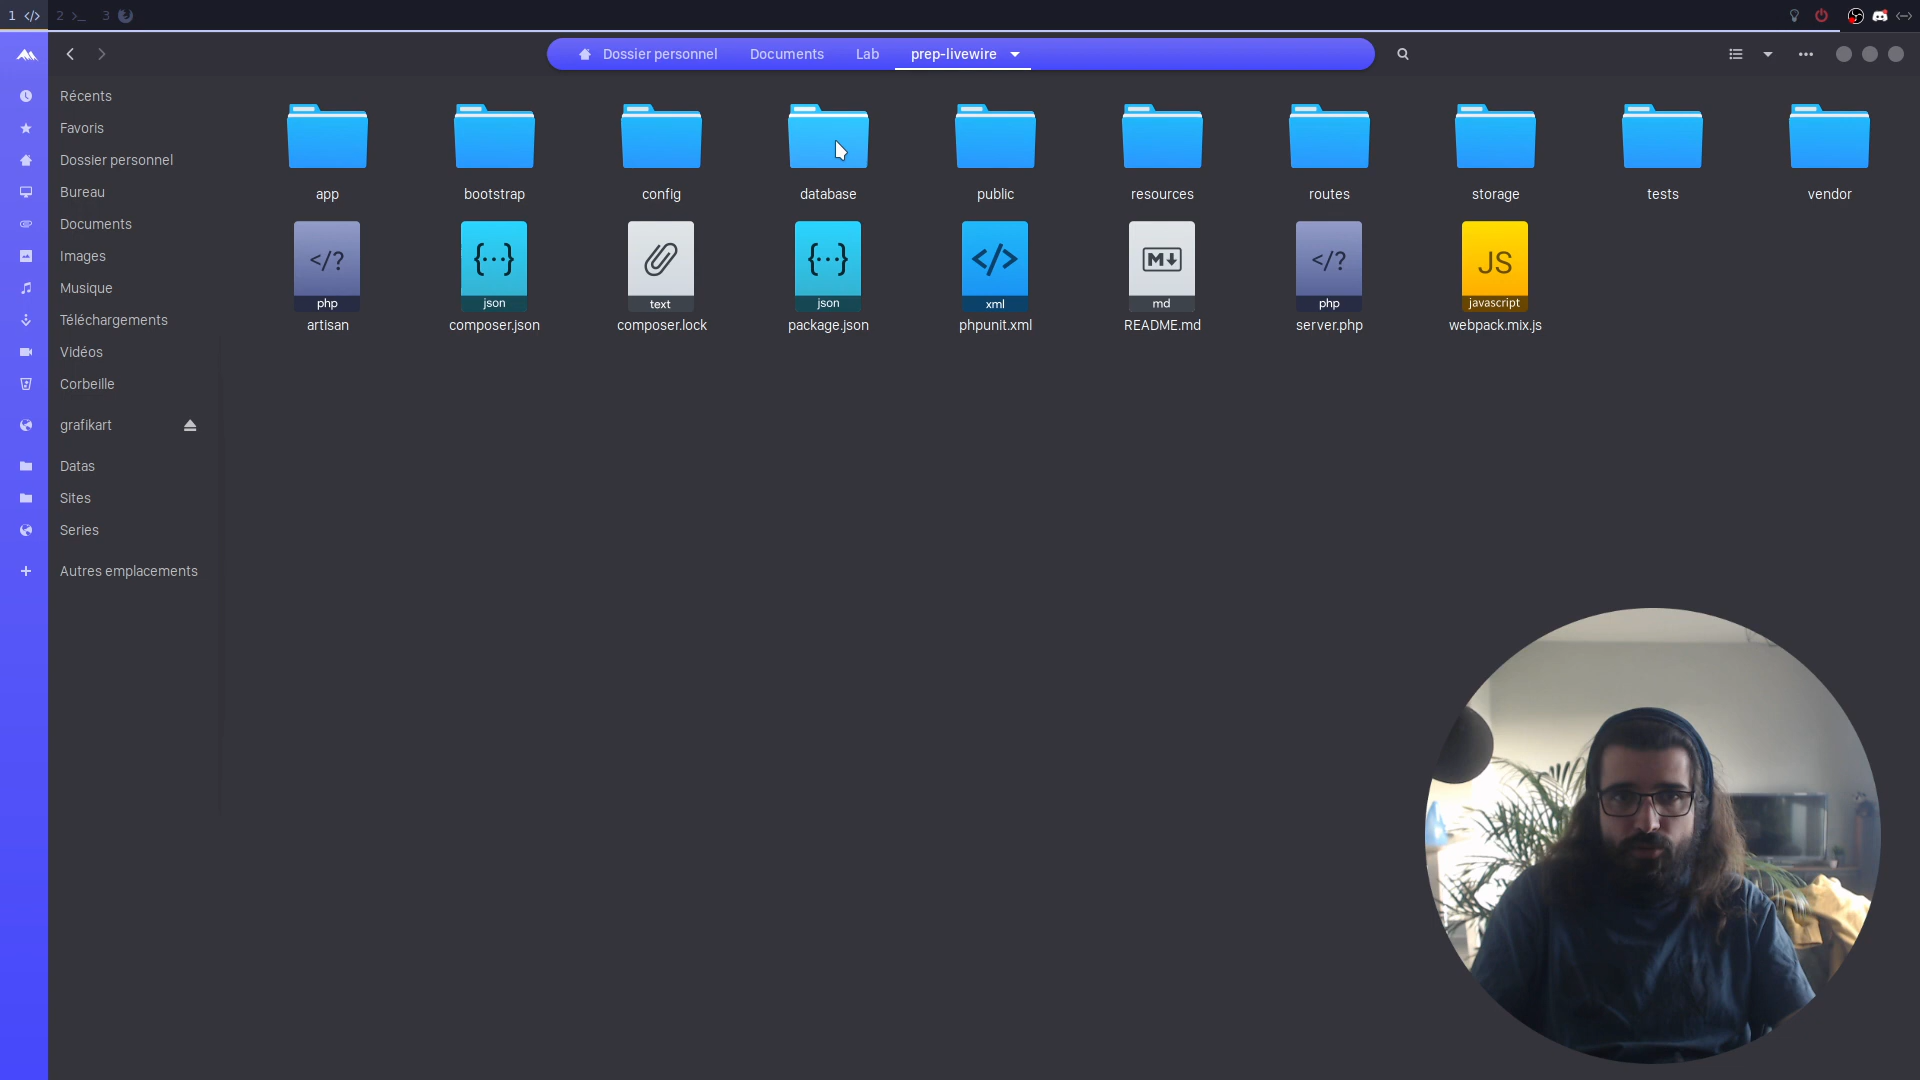 1 </> 2 >_ 3
Dossier personnel Documents Lab prep-livewire
Récents
Favoris
Dossier personnel
Bureau
Documents
Images
Musique
Téléchargements
Vidéos
Corbeille
grafikart
Datas
Sites
Series
Autres emplacements
app bootstrap config database public resources routes storage tests vendor
</? {...} {...} </> M </? JS
php json text json xml md php javascript
artisan composer.json composer.lock package.json phpunit.xml README.md server.php webpack.mix.js